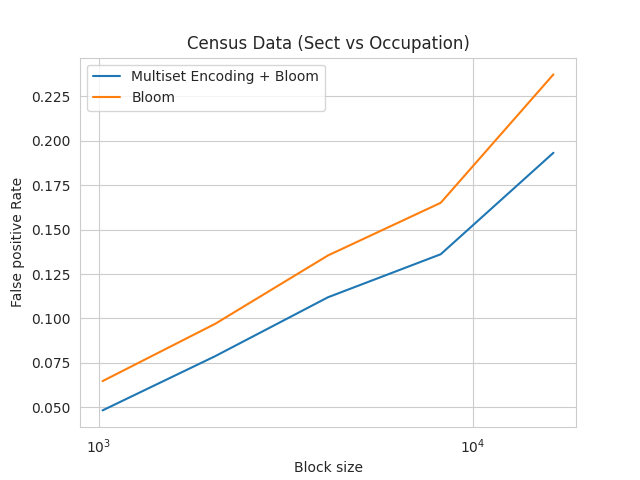 Census Data (Sect vs Occupation)
Multiset Encoding + Bloom
Bloom
False positive Rate
0.225
0.200
0.175
0.150
0.125
0.100
0.075
0.050
10³
10⁴
Block size